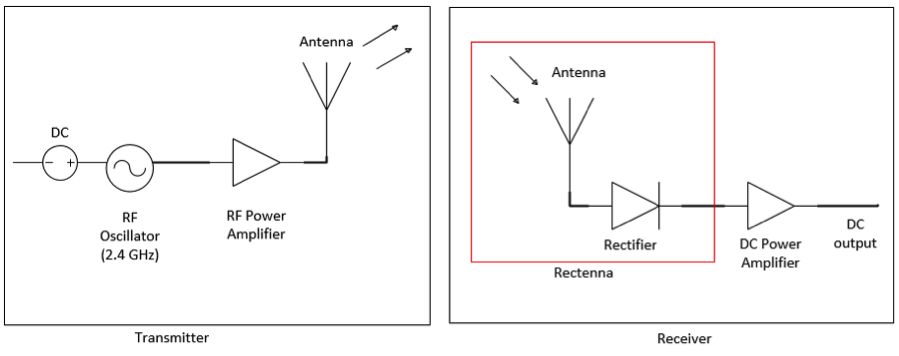 Antenna
DC
- +
RF
Oscillator
(2.4 GHz)
RF Power
Amplifier
Transmitter
Antenna
Rectifier
Rectenna
DC Power
Amplifier
DC
output
Receiver